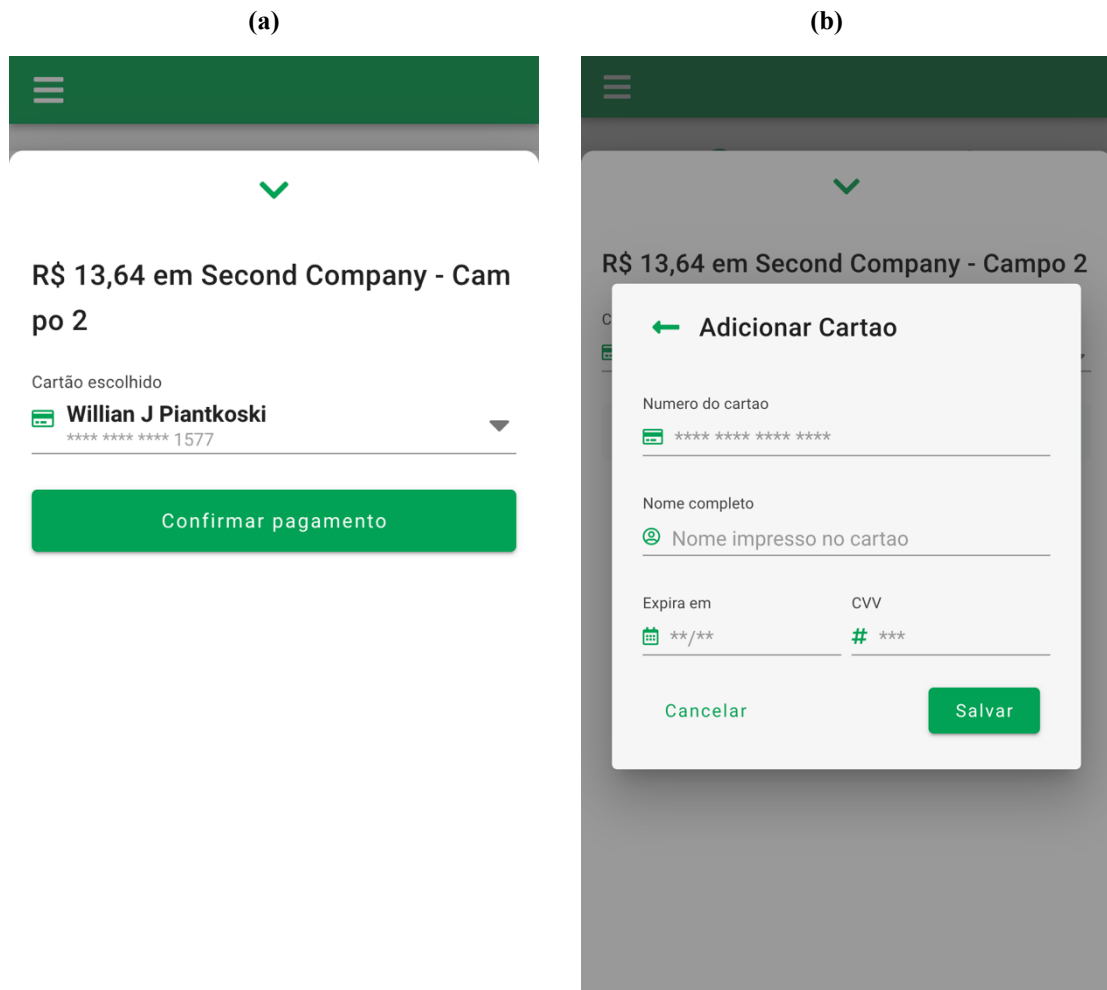 (a)
R$ 13,64 em Second Company - Cam
po 2
Cartão escolhido
Willian J Piantkoski
**** **** **** 1577
Confirmar pagamento
(b)
R$ 13,64 em Second Company - Campo 2
C
Adicionar Cartao
Numero do cartao
**** **** **** ****
Nome completo
Nome impresso no cartao
Expira em
CVV
**/**
# ***
Cancelar
Salvar